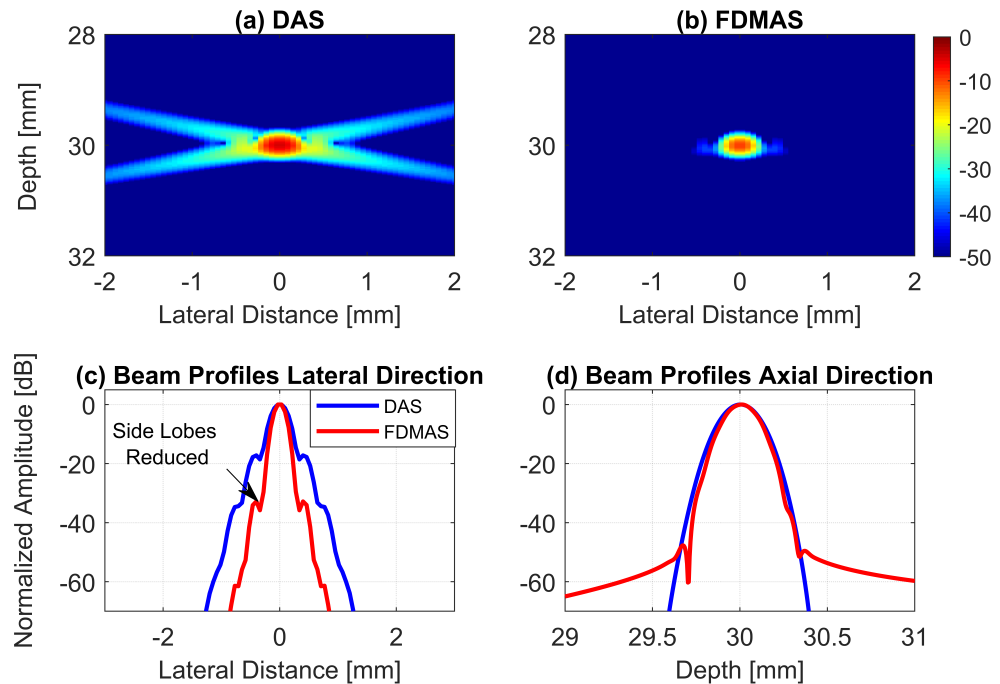 (a) DAS
(b) FDMAS
28
30
32
Depth [mm]
-2 -1 0 1 2
Lateral Distance [mm]
28
30
32
-2 -1 0 1 2
Lateral Distance [mm]
0
-10
-20
-30
-40
-50
(c) Beam Profiles Lateral Direction
(d) Beam Profiles Axial Direction
Normalized Amplitude [dB]
0
-20
-40
-60
DAS
FDMAS
Side Lobes
Reduced
-2 0 2
Lateral Distance [mm]
0
-20
-40
-60
29 29.5 30 30.5 31
Depth [mm]